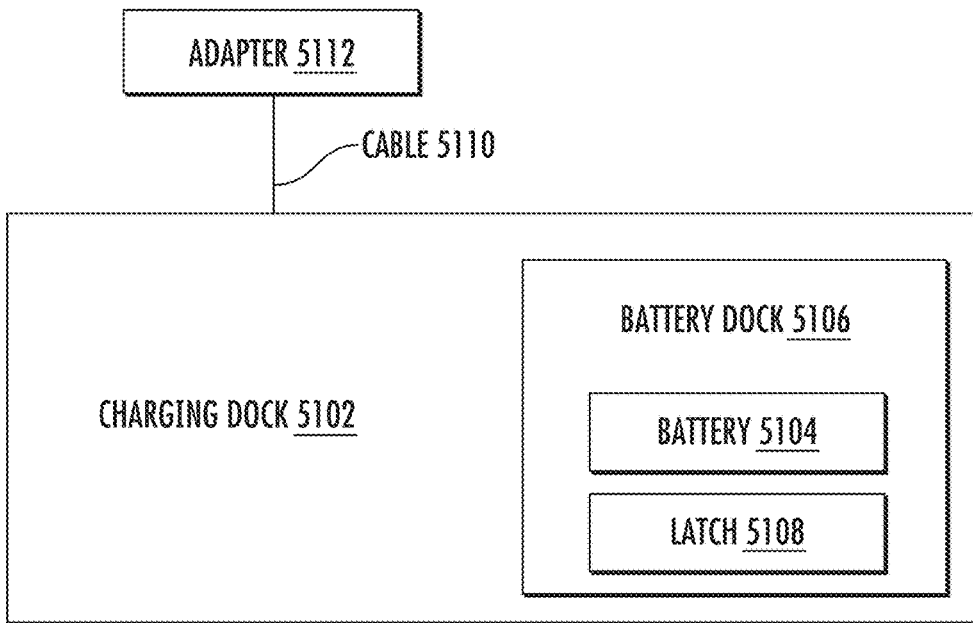 ADAPTER 5112
CABLE 5110
BATTERY DOCK 5106
CHARGING DOCK 5102
BATTERY 5104
LATCH 5108